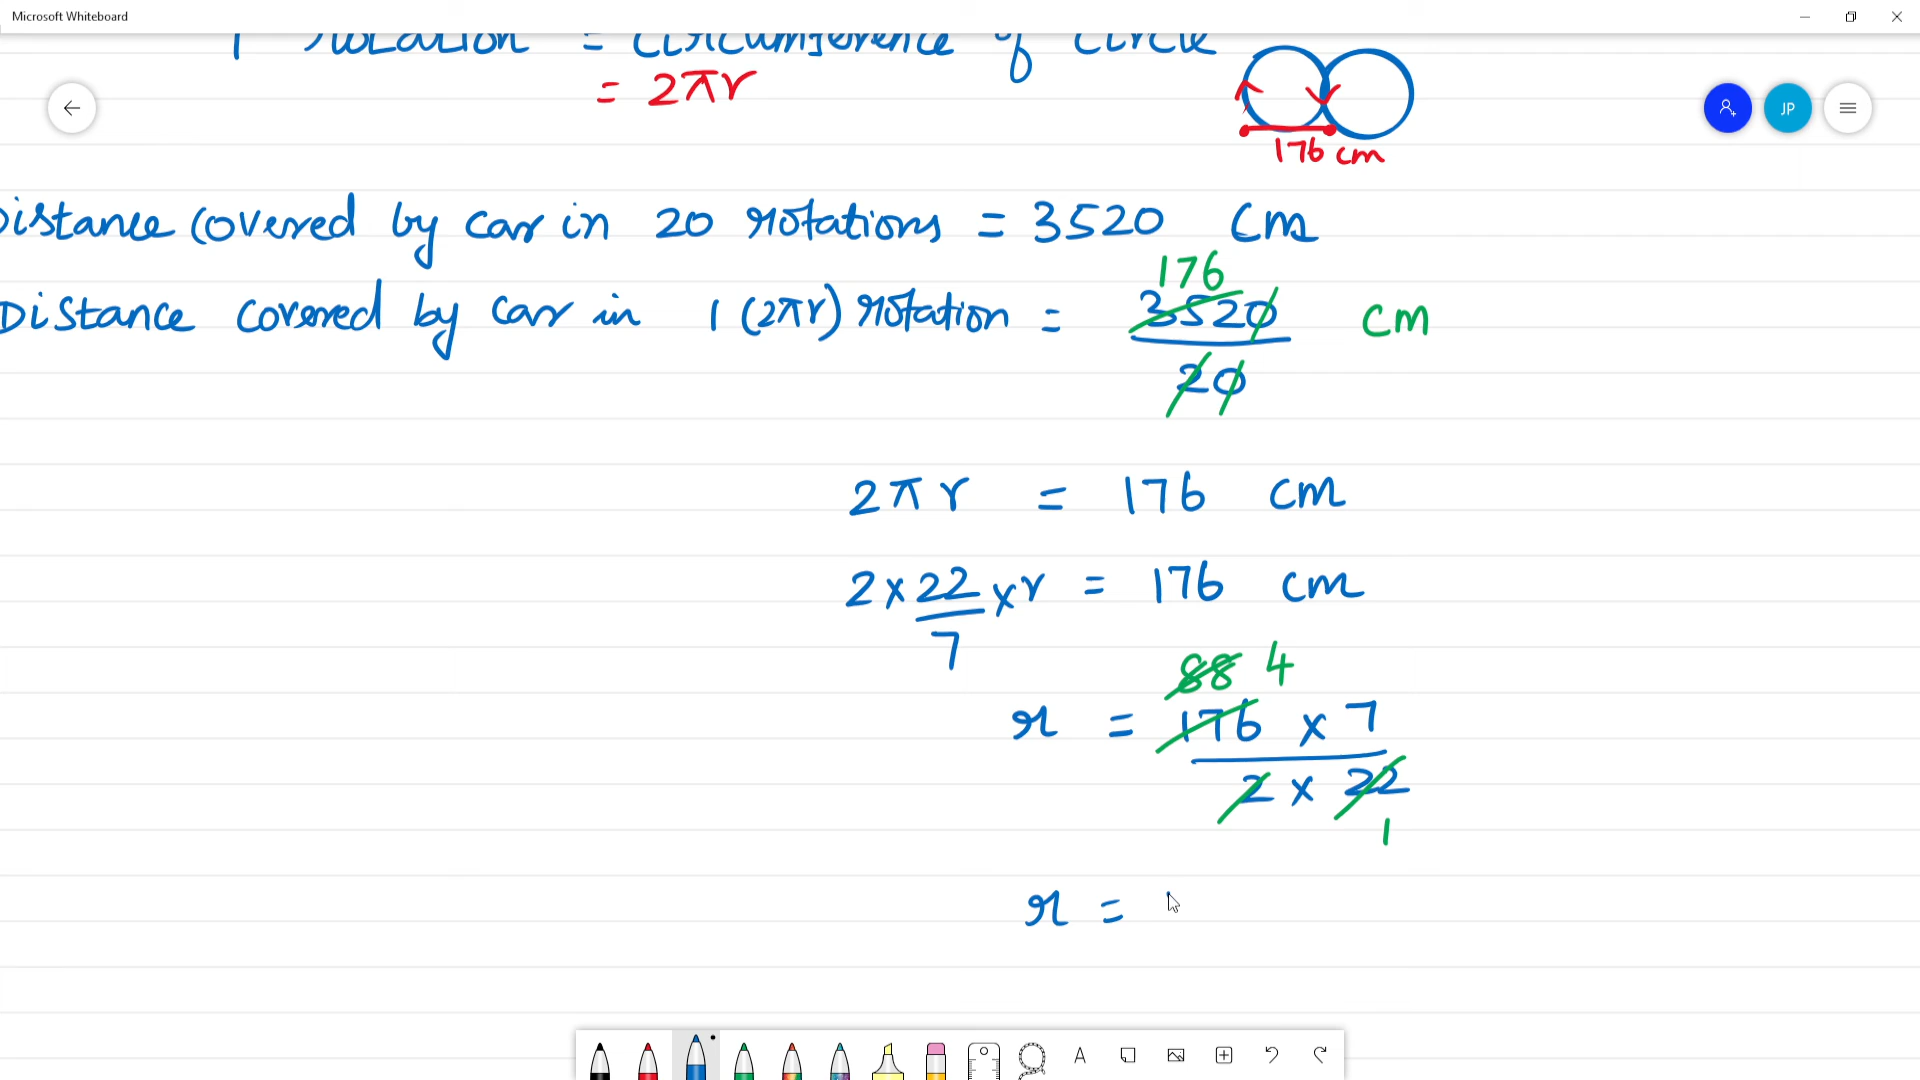 Microsoft Whiteboard
1 rotation = circumference of circle
= 2πr
JP
176 cm
Distance covered by car in 20 rotations = 3520 cm
176
Distance covered by car in 1 (2πr) rotation = 3520 cm
20
2πr = 176 cm
2 × 22 × r = 176 cm
7
88 4
r = 176 × 7
2 × 22
1
r =
A